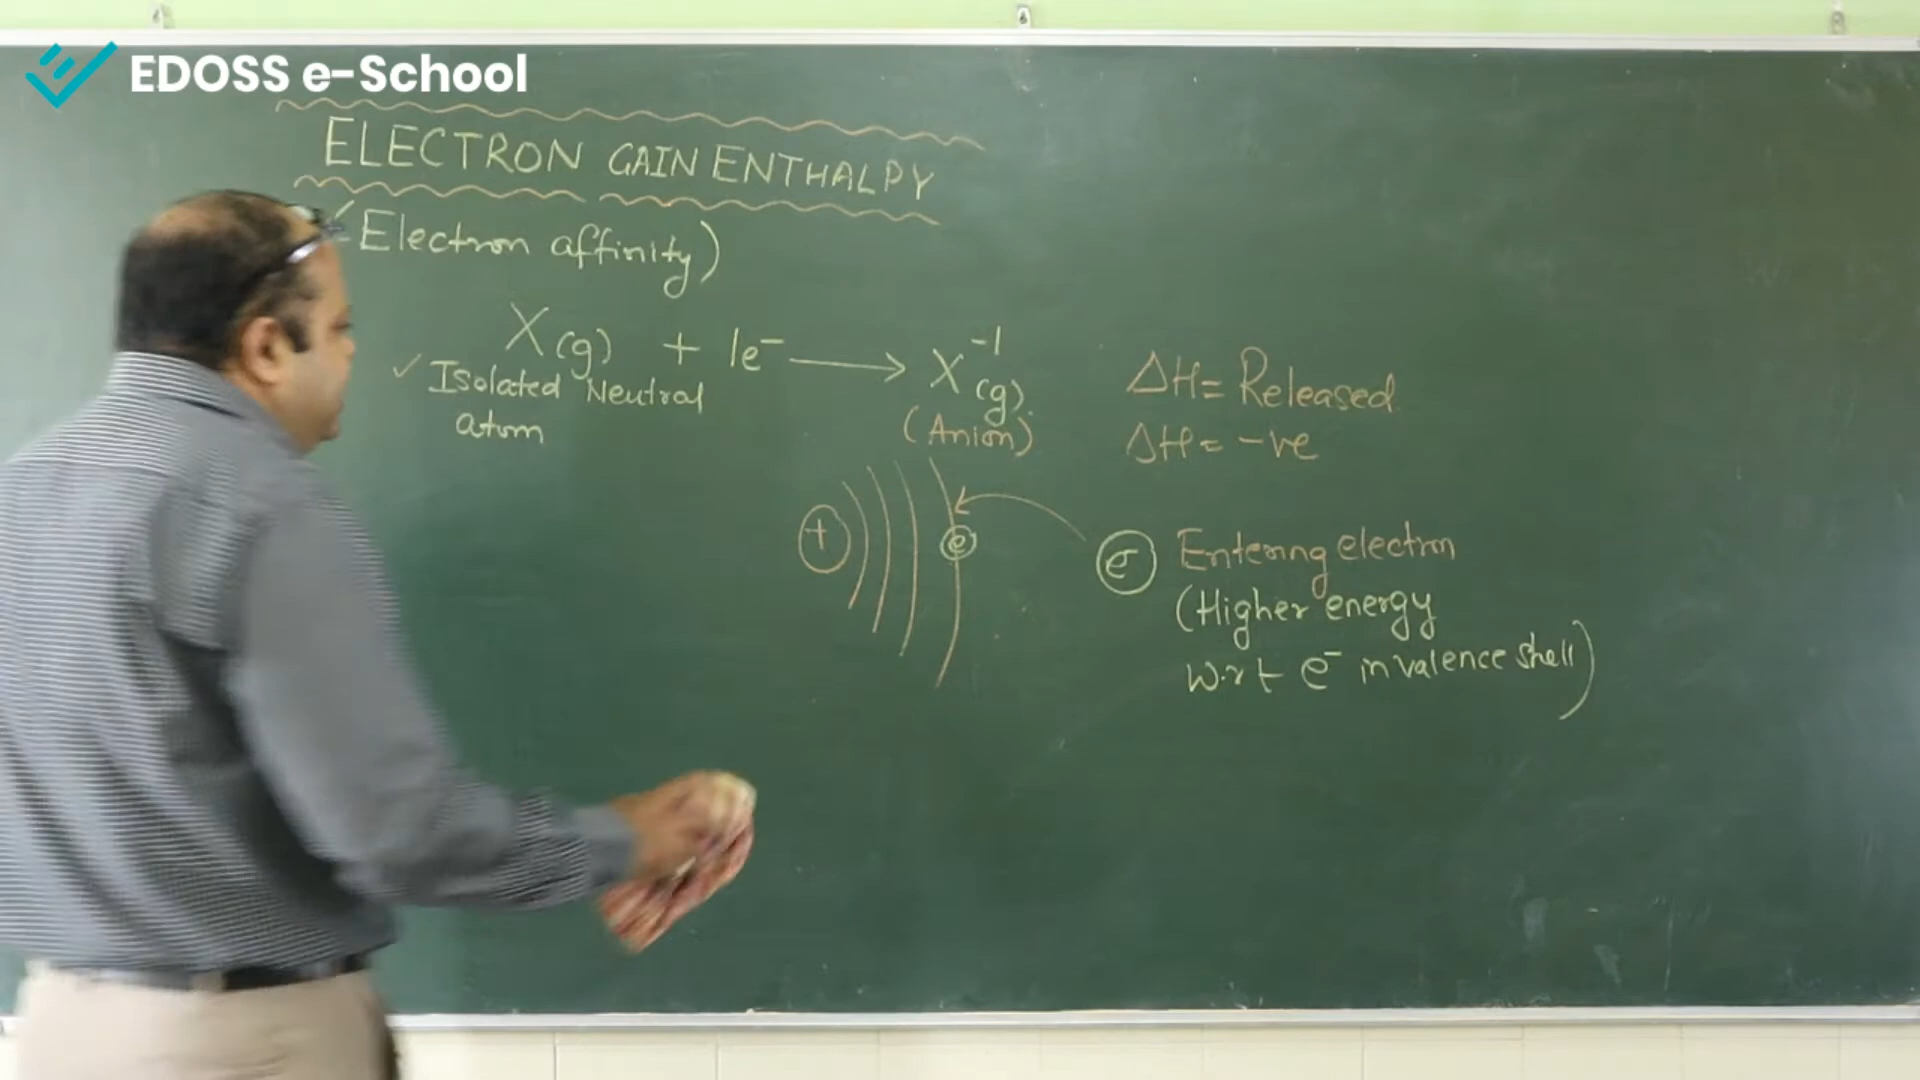 EDOSS e-School
ELECTRON GAIN ENTHALPY
(Electron affinity)
X(g) + 1e⁻ → X⁻¹(g)
✓ Isolated Neutral
atom
(Anion)
ΔH = Released
ΔH = -ve
+
e
e⁻ Entering electron
(Higher energy
w.r.t e⁻ in valence shell)